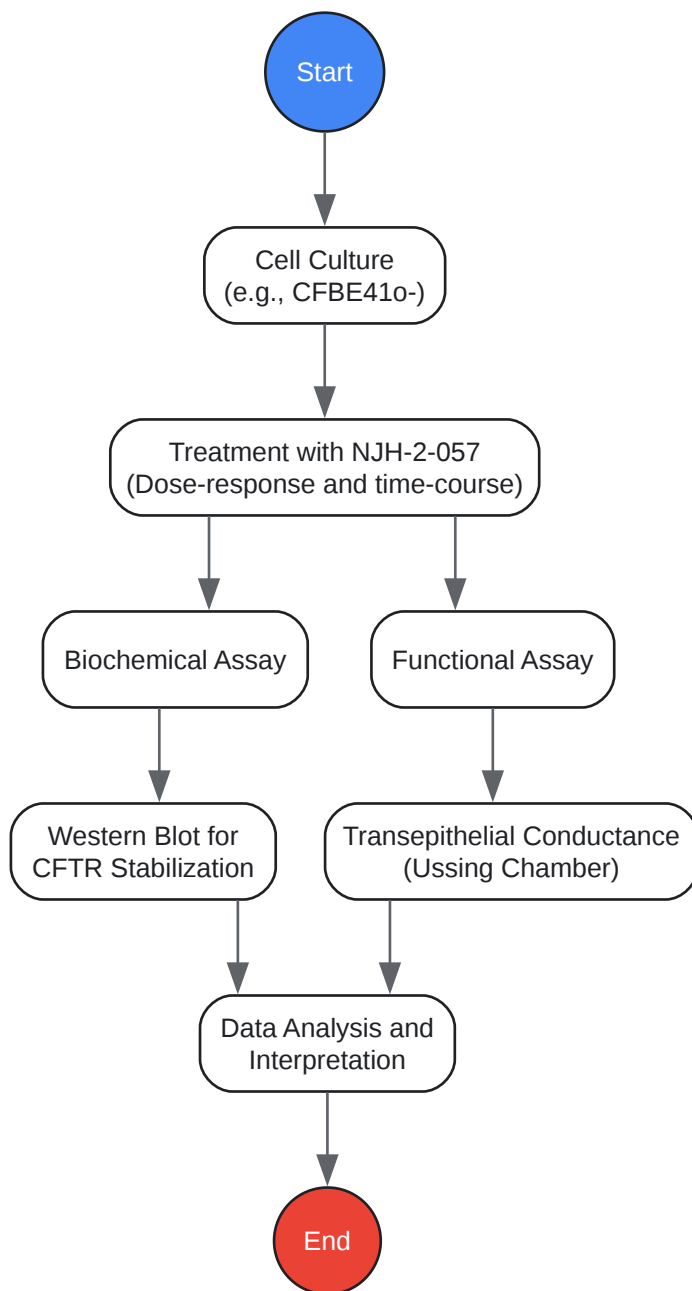 Start
Cell Culture
(e.g., CFBE41o-)
Treatment with NJH-2-057
(Dose-response and time-course)
Biochemical Assay
Functional Assay
Western Blot for
CFTR Stabilization
Transepithelial Conductance
(Ussing Chamber)
Data Analysis and
Interpretation
End